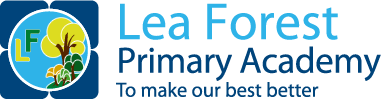 LF
Lea Forest
Primary Academy
To make our best better